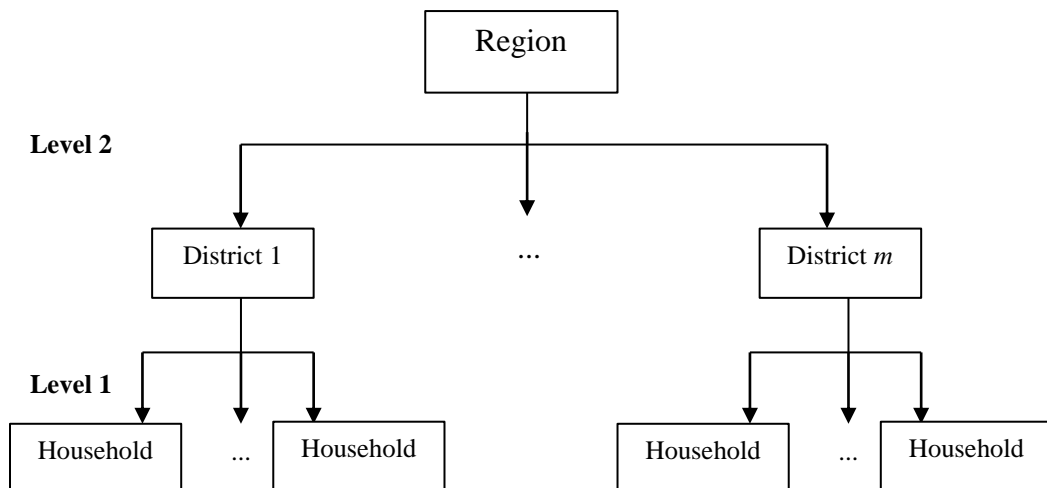 Region
Level 2
District 1
...
District m
Level 1
Household
...
Household
Household
...
Household